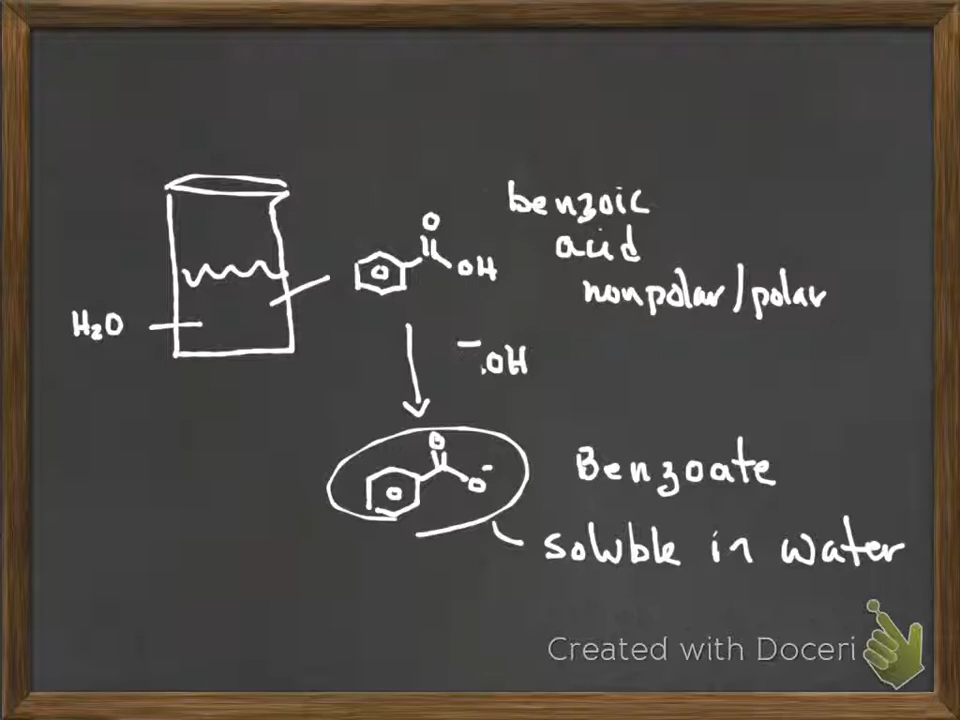 benzoic
acid
nonpolar/polar
O
OH
H₂O
⁻:OH
O
O⁻
Benzoate
soluble in water
Created with Doceri